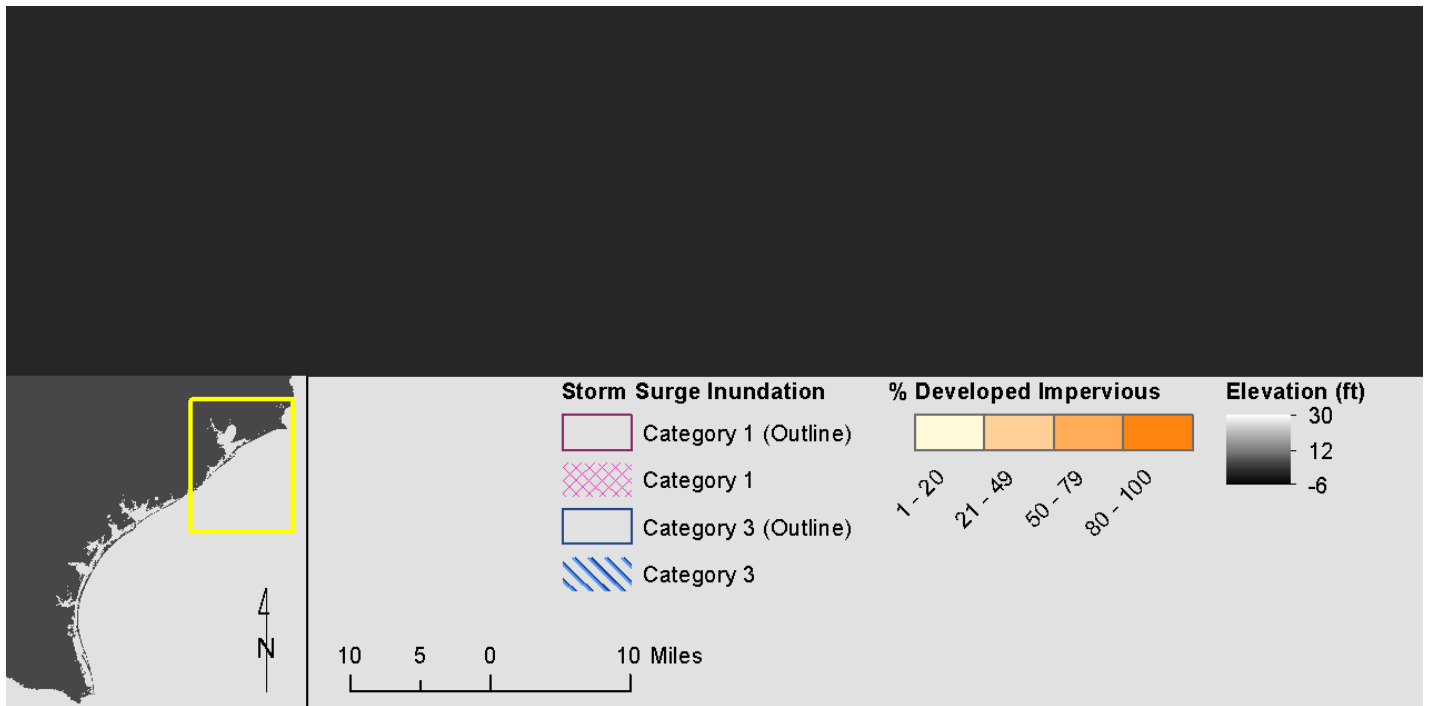 Storm Surge Inundation
Category 1 (Outline)
Category 1
Category 3 (Outline)
Category 3
% Developed Impervious
1 - 20
21 - 49
50 - 79
80 - 100
Elevation (ft)
30
12
-6
N
10 5 0 10 Miles